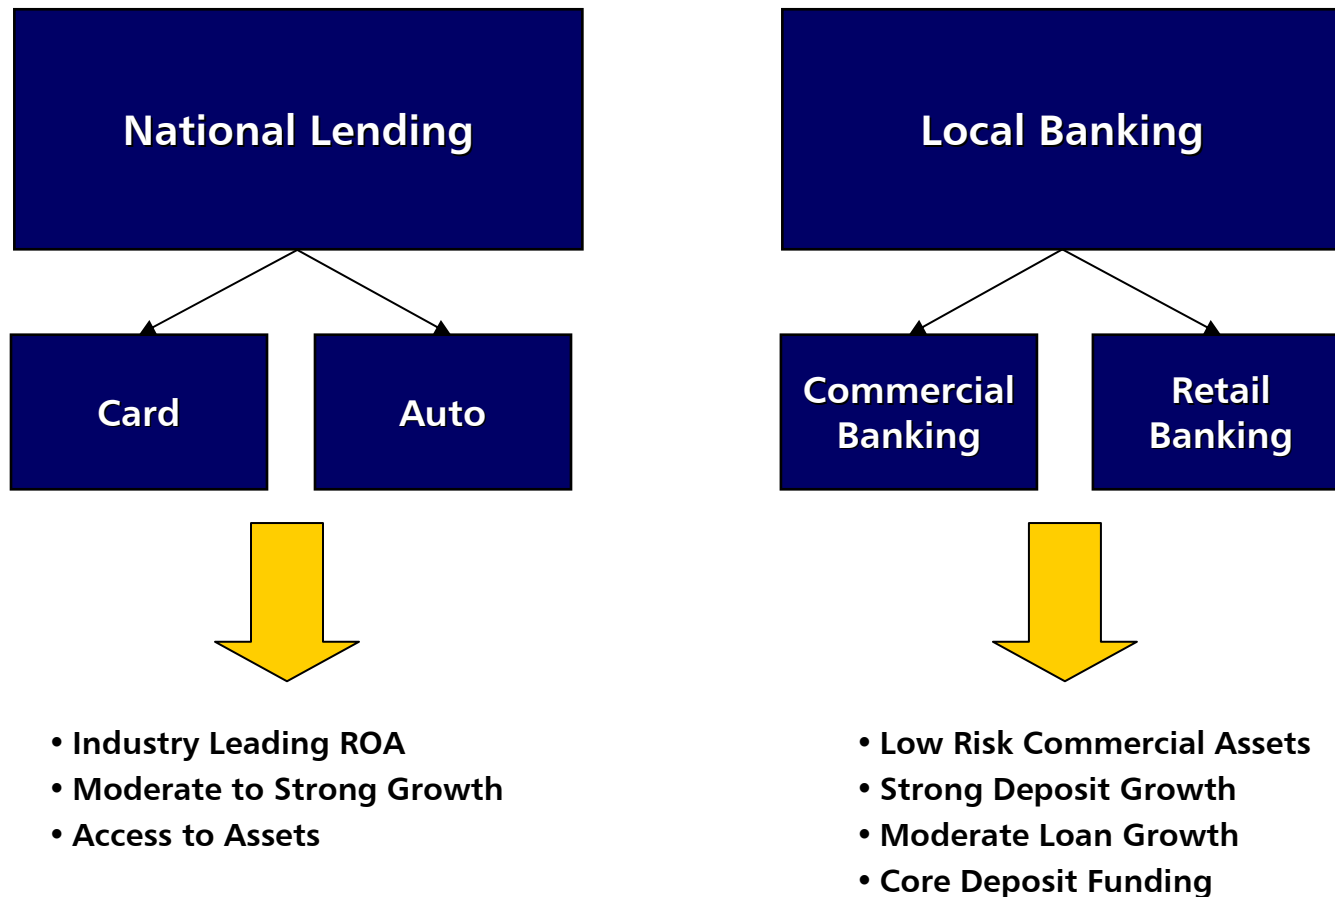 National Lending
Local Banking
Card
Auto
Commercial
Banking
Retail
Banking
• Industry Leading ROA
• Moderate to Strong Growth
• Access to Assets
• Low Risk Commercial Assets
• Strong Deposit Growth
• Moderate Loan Growth
• Core Deposit Funding